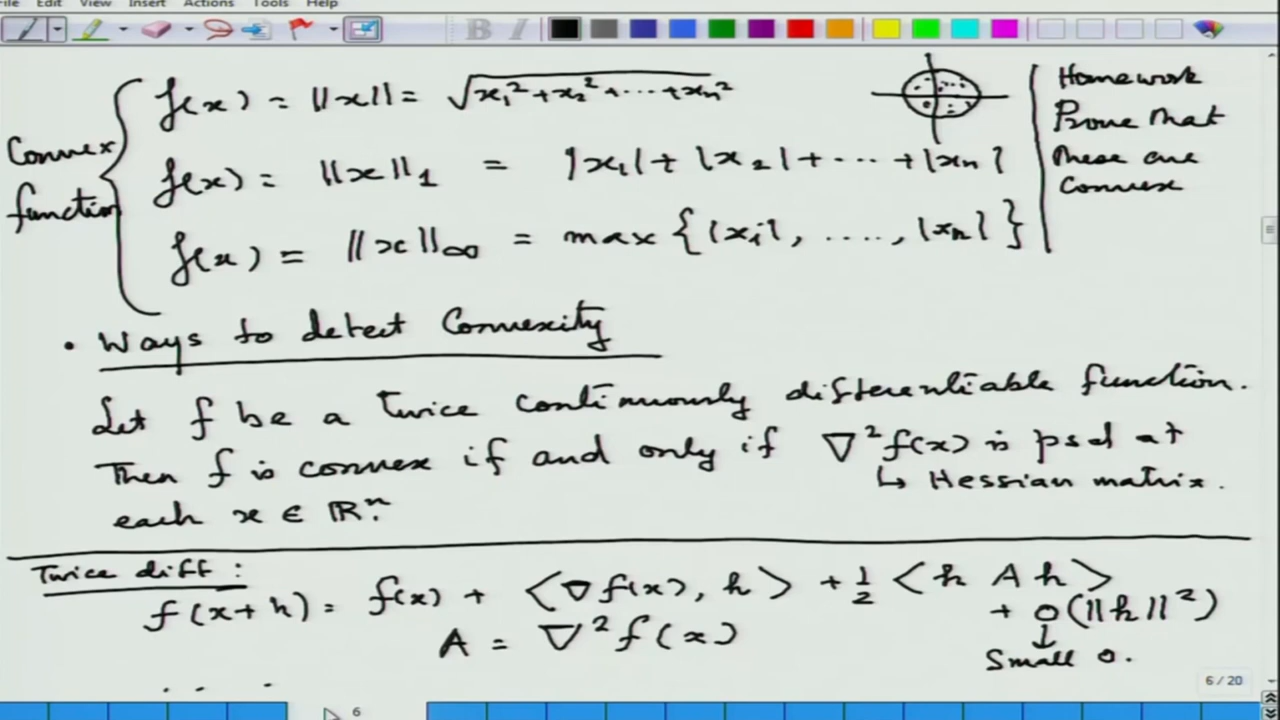 File Edit View Insert Actions Tools Help
B I
f(x) = ||x|| = √x₁² + x₂² + ... + xₙ²
Homework
Prove that
these are
convex
Convex
function
f(x) = ||x||₁ = |x₁| + |x₂| + ... + |xₙ|
f(x) = ||x||∞ = max {|x₁|, ...., |xₙ|}
• Ways to detect Convexity
Let f be a twice continuously differentiable function.
Then f is convex if and only if ∇²f(x) is psd at
↳ Hessian matrix.
each x ∈ ℝⁿ.
Twice diff :
f(x+h) = f(x) + ⟨∇f(x), h⟩ + ½ ⟨h A h⟩
+ o(||h||²)
A = ∇²f(x)
↓
Small o.
6 / 20
6